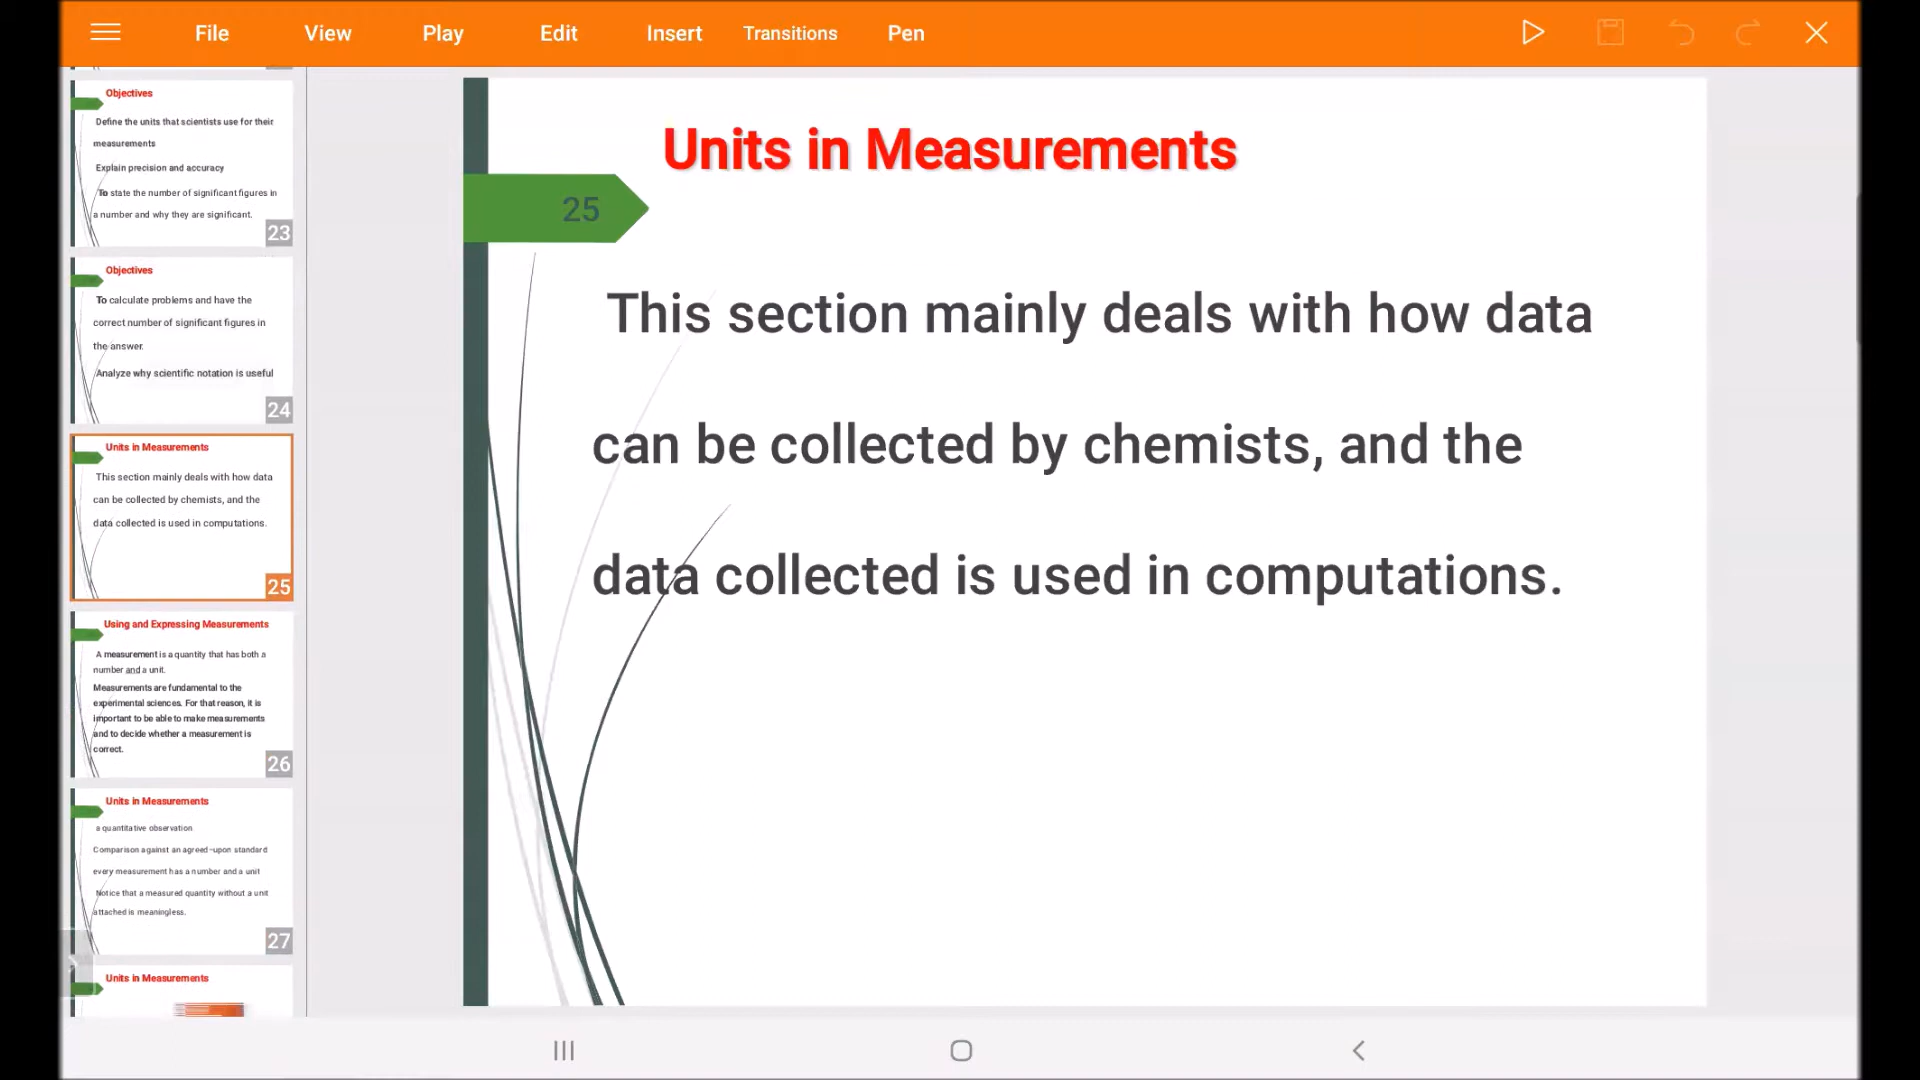 File View Play Edit Insert Transitions Pen
Objectives
Define the units that scientists use for their
measurements
Explain precision and accuracy
To state the number of significant figures in
a number and why they are significant.
23
Objectives
To calculate problems and have the
correct number of significant figures in
the answer.
Analyze why scientific notation is useful
24
Units in Measurements
This section mainly deals with how data
can be collected by chemists, and the
data collected is used in computations.
25
Using and Expressing Measurements
A measurement is a quantity that has both a
number and a unit.
Measurements are fundamental to the
experimental sciences. For that reason, it is
important to be able to make measurements
and to decide whether a measurement is
correct.
26
Units in Measurements
a quantitative observation
Comparison against an agreed-upon standard
every measurement has a number and a unit
Notice that a measured quantity without a unit
attached is meaningless.
27
Units in Measurements
Units in Measurements
25
This section mainly deals with how data
can be collected by chemists, and the
data collected is used in computations.